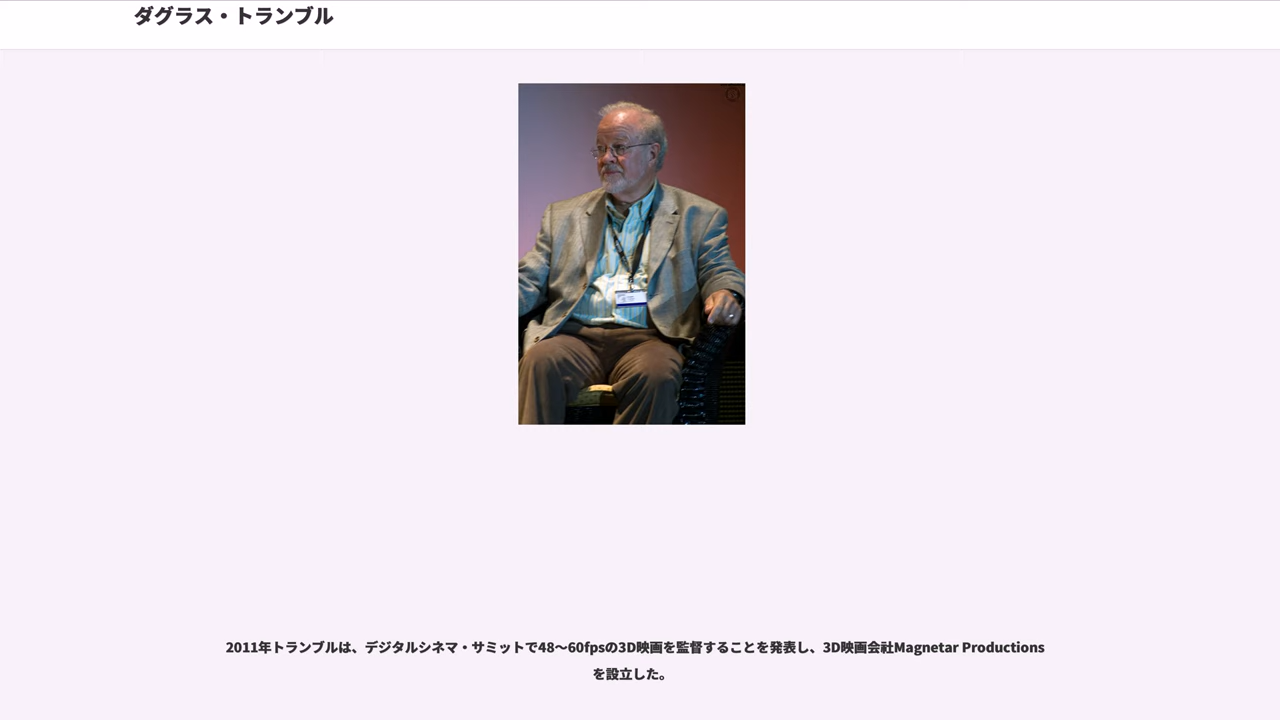 ダグラス・トランブル
2011年トランブルは、デジタルシネマ・サミットで48〜60fpsの3D映画を監督することを発表し、3D映画会社Magnetar Productions
を設立した。